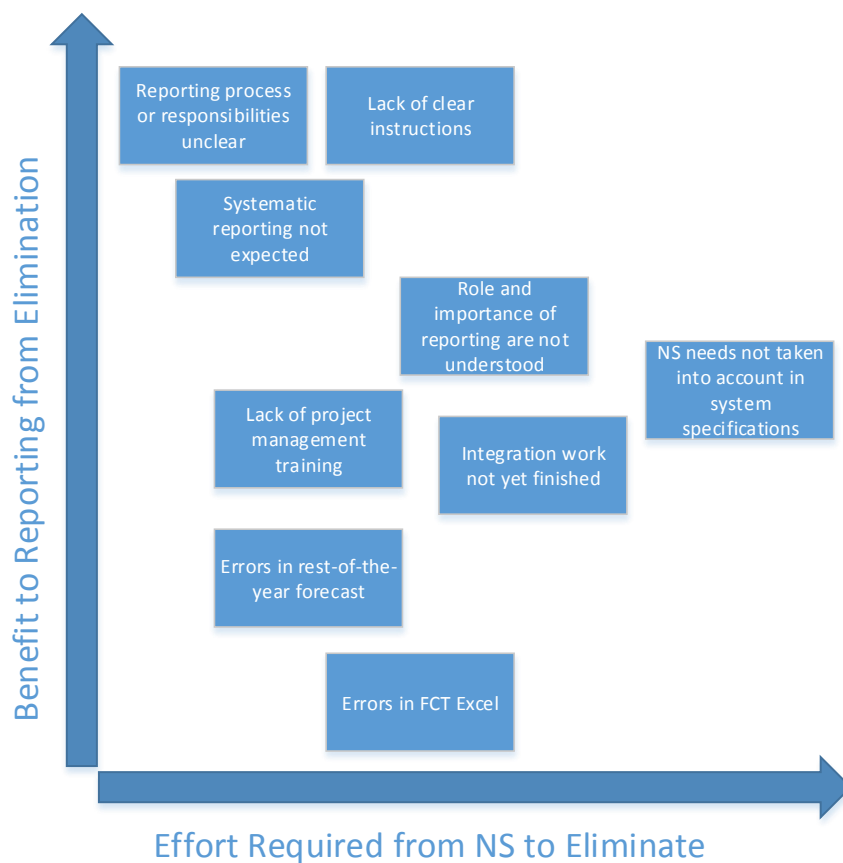 Benefit to Reporting from Elimination
Reporting process
or responsibilities
unclear
Lack of clear
instructions
Systematic
reporting not
expected
Role and
importance of
reporting are not
understood
NS needs not taken
into account in
system
specifications
Lack of project
management
training
Integration work
not yet finished
Errors in rest-of-the-
year forecast
Errors in FCT Excel
Effort Required from NS to Eliminate